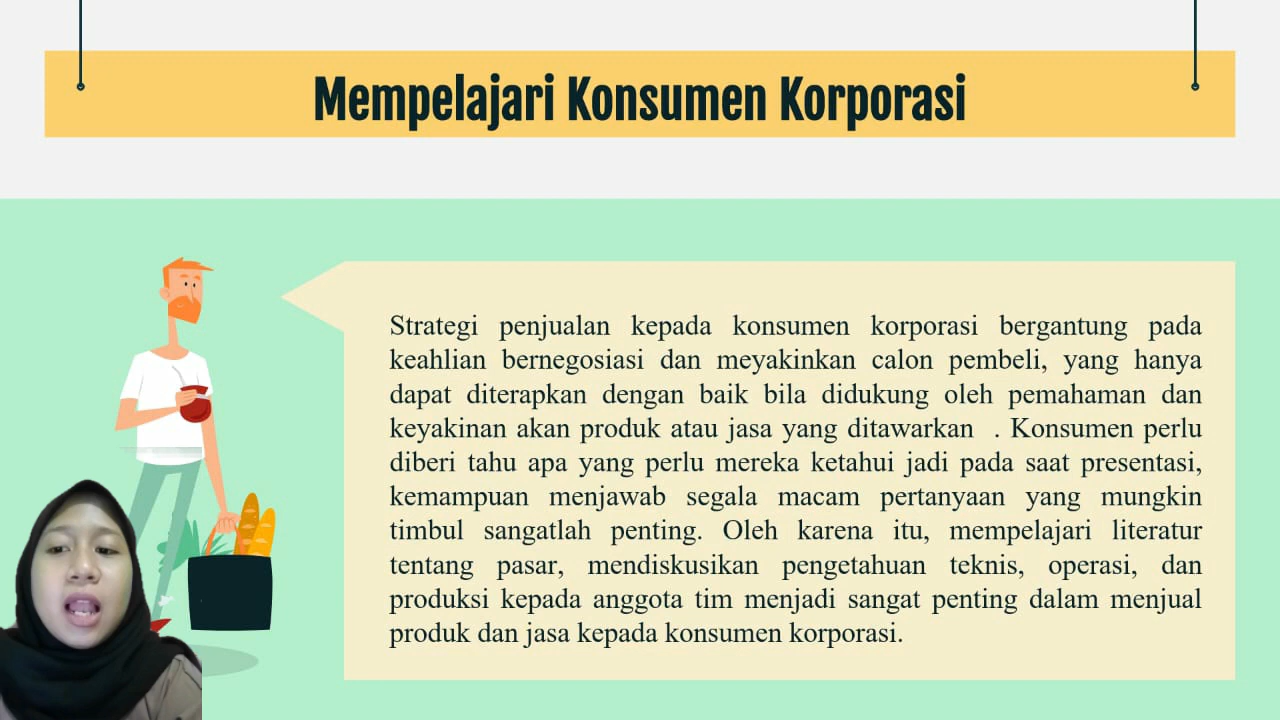 Mempelajari Konsumen Korporasi
Strategi penjualan kepada konsumen korporasi bergantung pada
keahlian bernegosiasi dan meyakinkan calon pembeli, yang hanya
dapat diterapkan dengan baik bila didukung oleh pemahaman dan
keyakinan akan produk atau jasa yang ditawarkan . Konsumen perlu
diberi tahu apa yang perlu mereka ketahui jadi pada saat presentasi,
kemampuan menjawab segala macam pertanyaan yang mungkin
timbul sangatlah penting. Oleh karena itu, mempelajari literatur
tentang pasar, mendiskusikan pengetahuan teknis, operasi, dan
produksi kepada anggota tim menjadi sangat penting dalam menjual
produk dan jasa kepada konsumen korporasi.